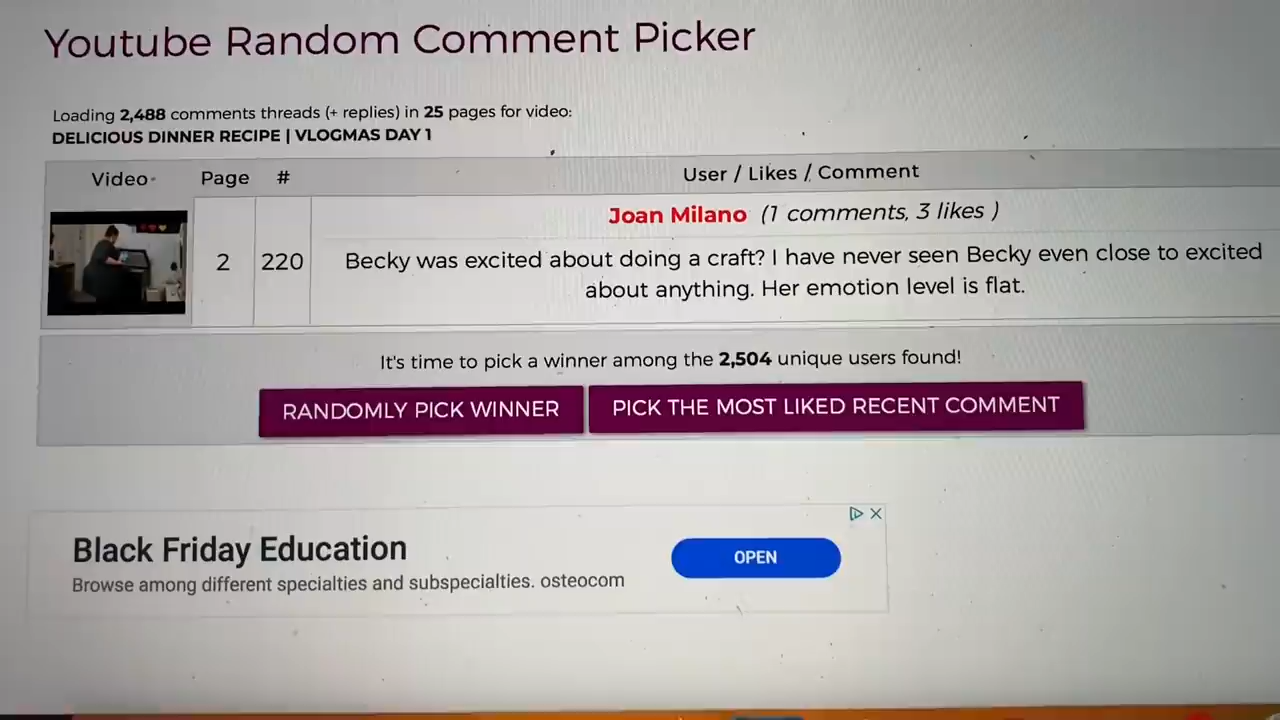 Youtube Random Comment Picker
Loading 2,488 comments threads (+ replies) in 25 pages for video:
DELICIOUS DINNER RECIPE | VLOGMAS DAY 1
Video Page # User / Likes / Comment
Joan Milano (1 comments, 3 likes )
2 220 Becky was excited about doing a craft? I have never seen Becky even close to excited
about anything. Her emotion level is flat.
It's time to pick a winner among the 2,504 unique users found!
RANDOMLY PICK WINNER PICK THE MOST LIKED RECENT COMMENT
Black Friday Education
Browse among different specialties and subspecialties. osteocom
OPEN